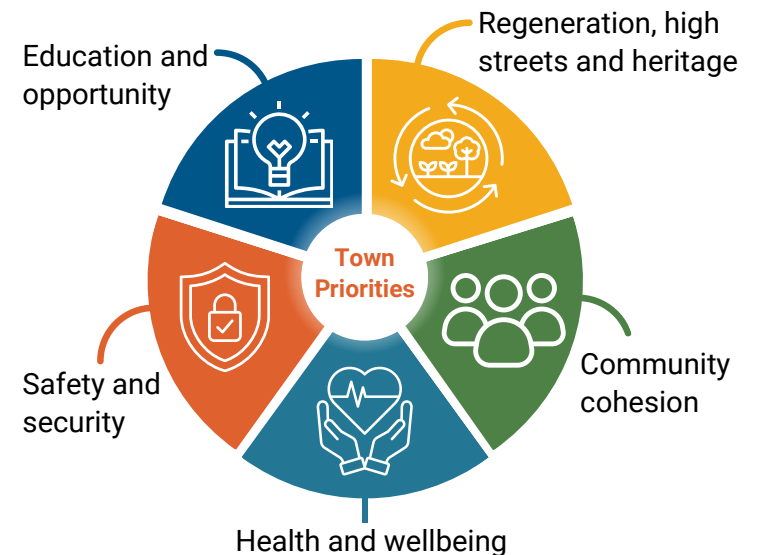 Education and
opportunity
Regeneration, high
streets and heritage
Town
Priorities
Safety and
security
Community
cohesion
Health and wellbeing